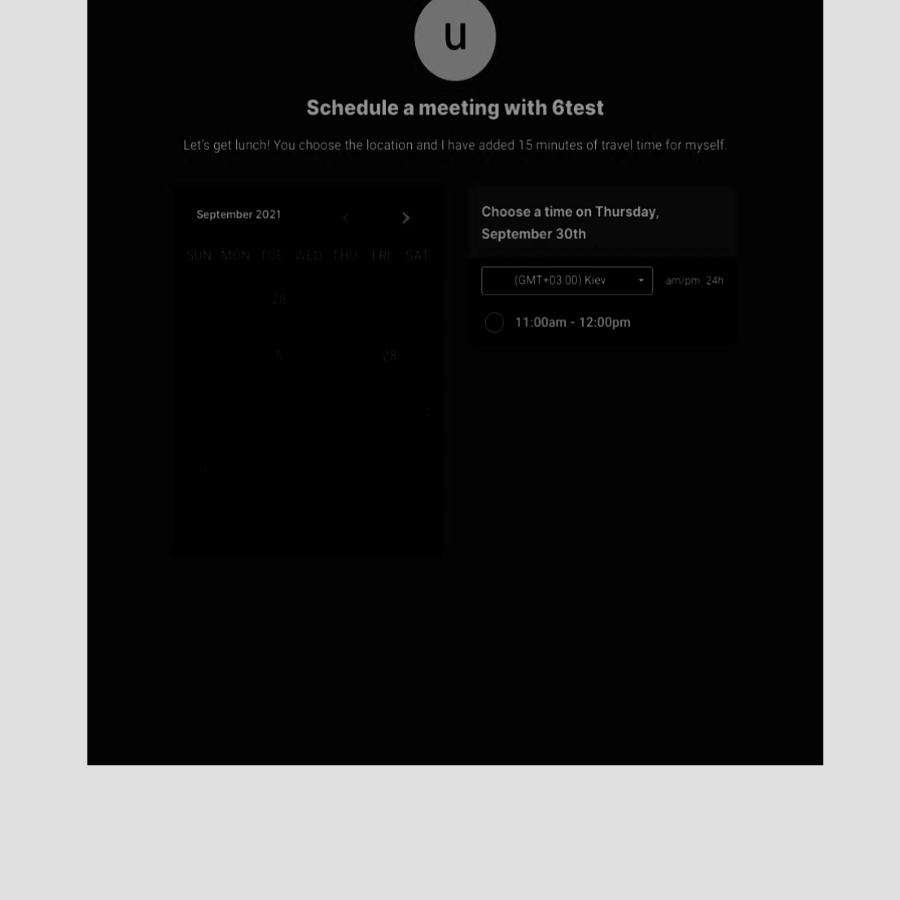 u
Schedule a meeting with 6test
Let's get lunch! You choose the location and I have added 15 minutes of travel time for myself.
September 2021
SUN MON TUE WED THU FRI SAT
28
5 28
Choose a time on Thursday,
September 30th
(GMT+03:00) Kiev
am/pm 24h
11:00am - 12:00pm